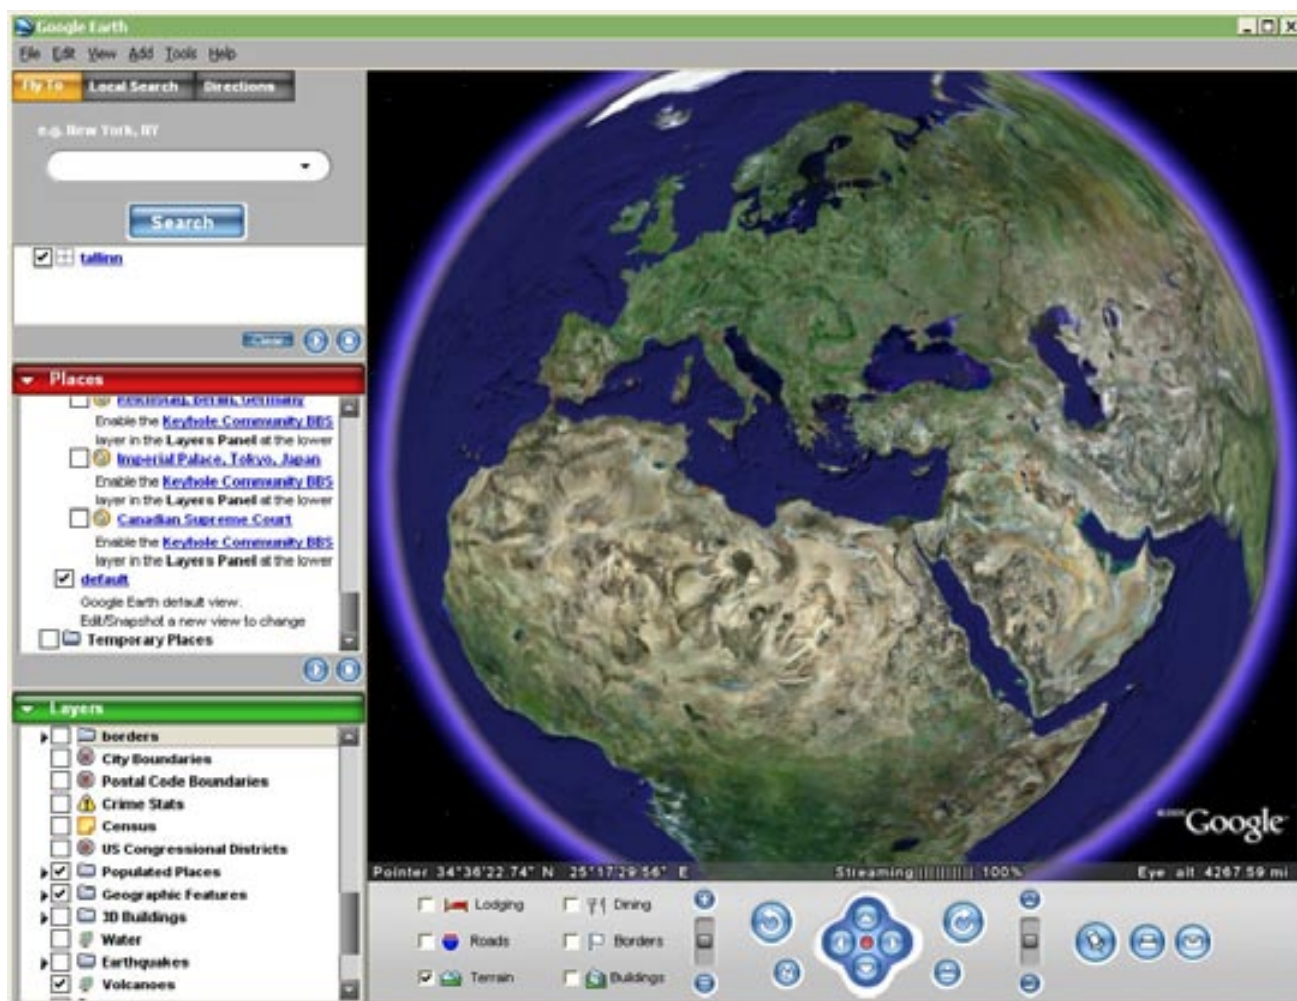 Google Earth
File Edit View Add Tools Help
Fly To Local Search Directions
e.g. New York, NY
Search
tallinn
Clear
Places
Reichstag, Berlin, Germany
Enable the Keyhole Community BBS
layer in the Layers Panel at the lower
Imperial Palace, Tokyo, Japan
Enable the Keyhole Community BBS
layer in the Layers Panel at the lower
Canadian Supreme Court
Enable the Keyhole Community BBS
layer in the Layers Panel at the lower
default
Google Earth default view.
Edit/Snapshot a new view to change
Temporary Places
Layers
borders
City Boundaries
Postal Code Boundaries
Crime Stats
Census
US Congressional Districts
Populated Places
Geographic Features
3D Buildings
Water
Earthquakes
Volcanoes
Google
Pointer 34°36'22.74" N 25°17'29.56" E Streaming |||||||||| 100% Eye alt 4267.59 mi
Lodging Dining
Roads Borders
Terrain Buildings